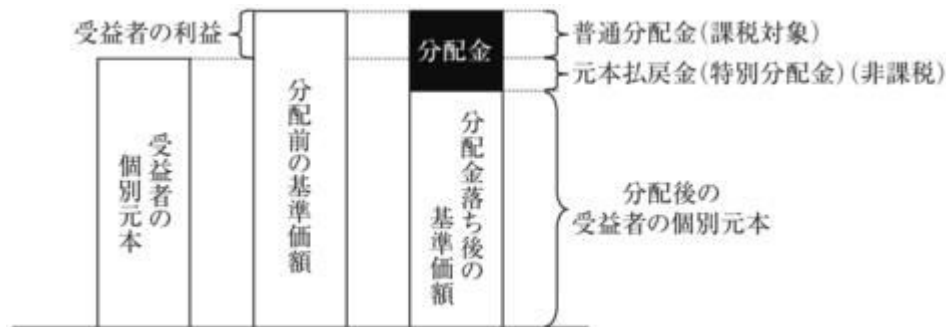 受益者の利益
分配金
普通分配金(課税対象)
元本払戻金(特別分配金)(非課税)
受益者の
個別元本
分配前の基準価額
分配金落ち後の
基準価額
分配後の
受益者の個別元本